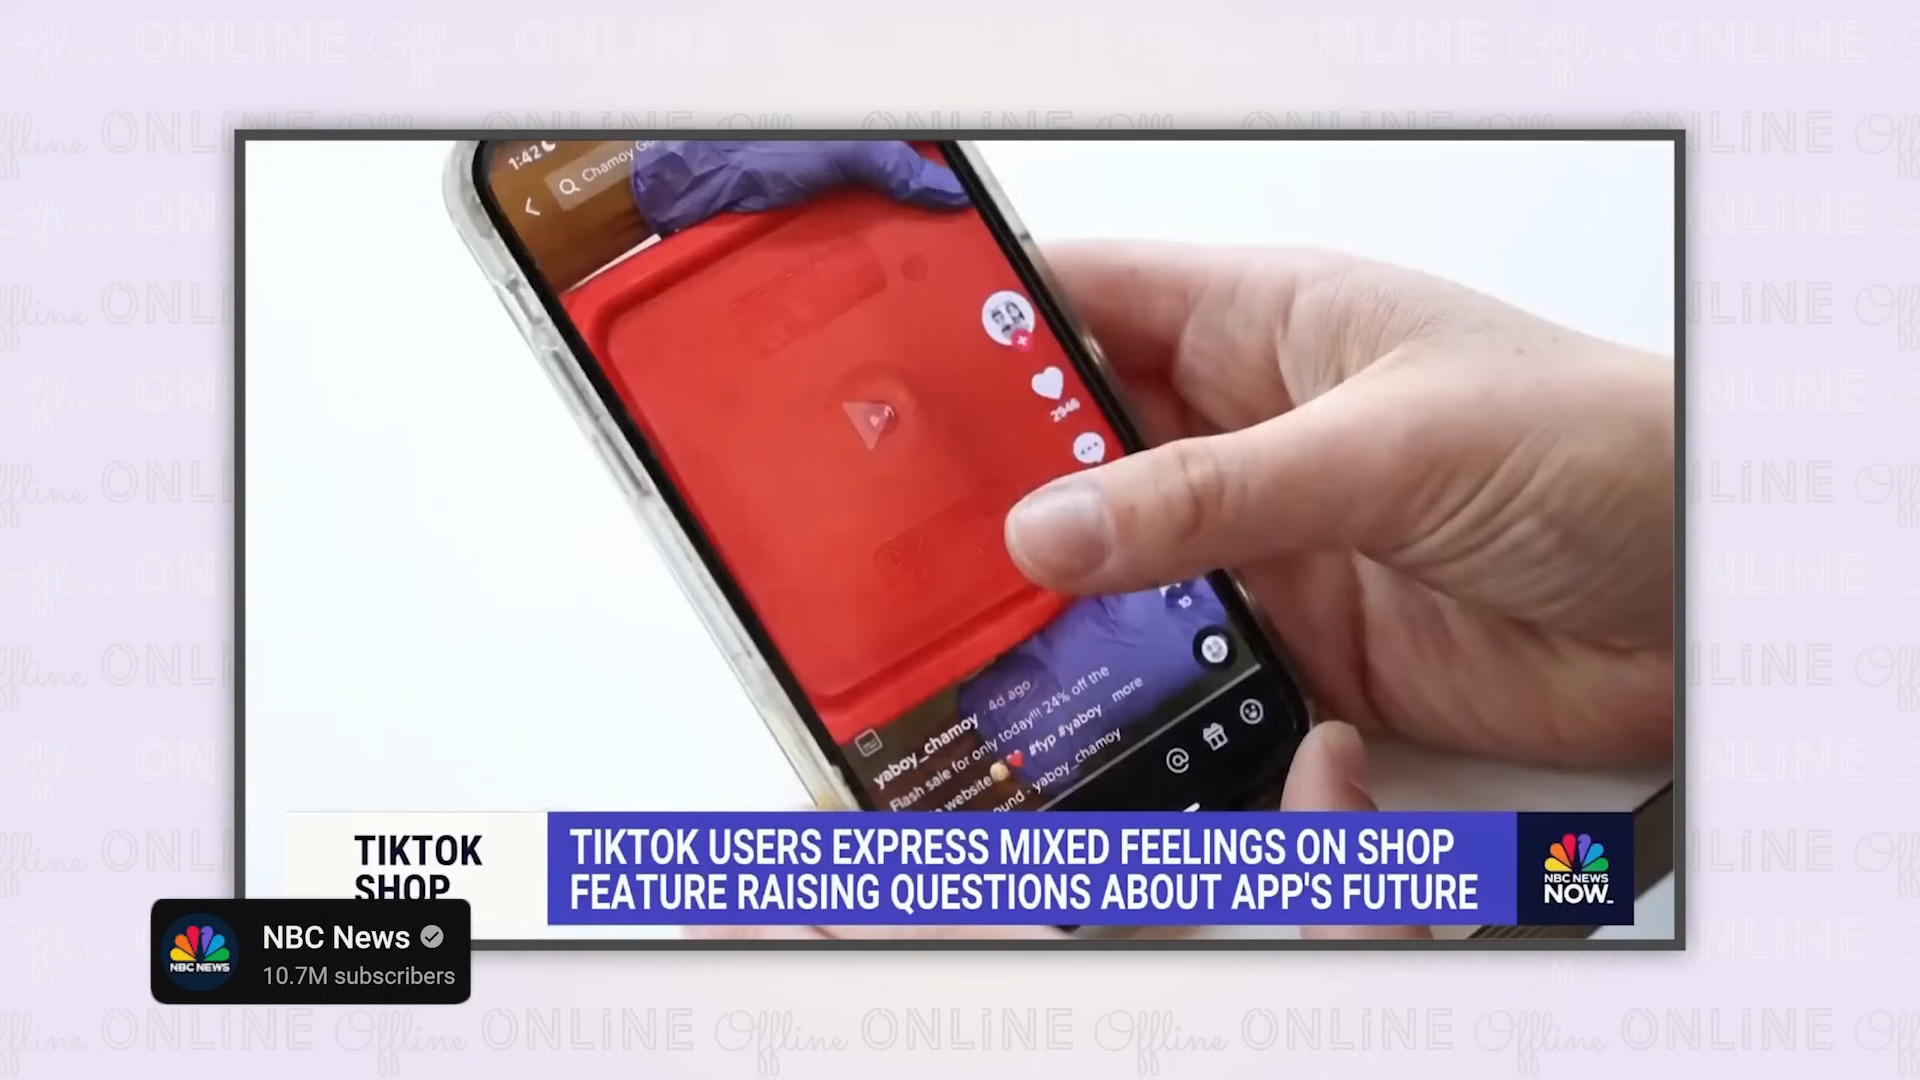 1:42
Chamoy
2946
10
yaboy_chamoy · 4d ago
Flash sale for only today!!! 24% off the
website #fyp #yaboy more
ound - yaboy_chamoy
TIKTOK
SHOP
TIKTOK USERS EXPRESS MIXED FEELINGS ON SHOP
FEATURE RAISING QUESTIONS ABOUT APP'S FUTURE
NBC NEWS
NOW
NBC NEWS
NBC News
10.7M subscribers
Offline ONLINE Offline ONLINE Offline ONLINE Offline ONLINE Offline ONLINE